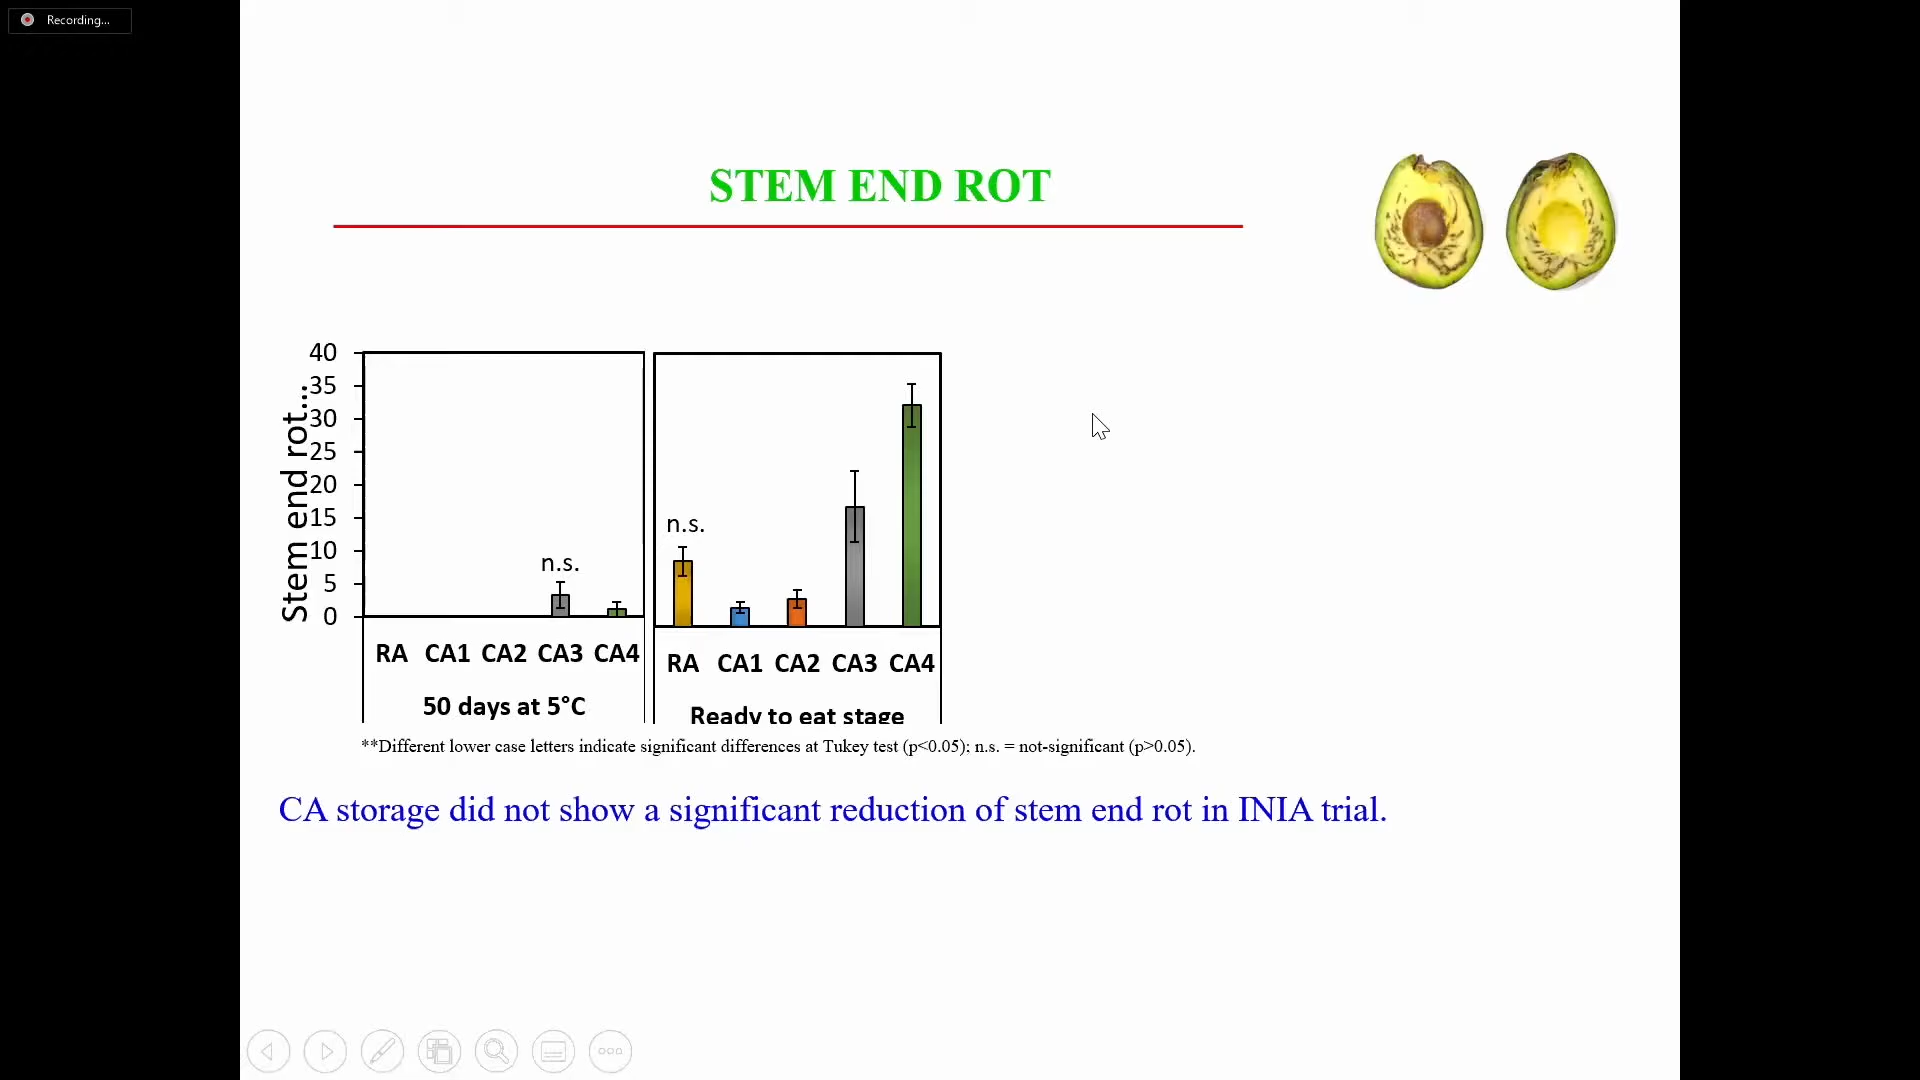 Recording...
STEM END ROT
Stem end rot...
40
35
30
25
20
15
10
5
0
n.s.
n.s.
RA CA1 CA2 CA3 CA4
50 days at 5°C
RA CA1 CA2 CA3 CA4
Ready to eat stage
**Different lower case letters indicate significant differences at Tukey test (p<0.05); n.s. = not-significant (p>0.05).
CA storage did not show a significant reduction of stem end rot in INIA trial.